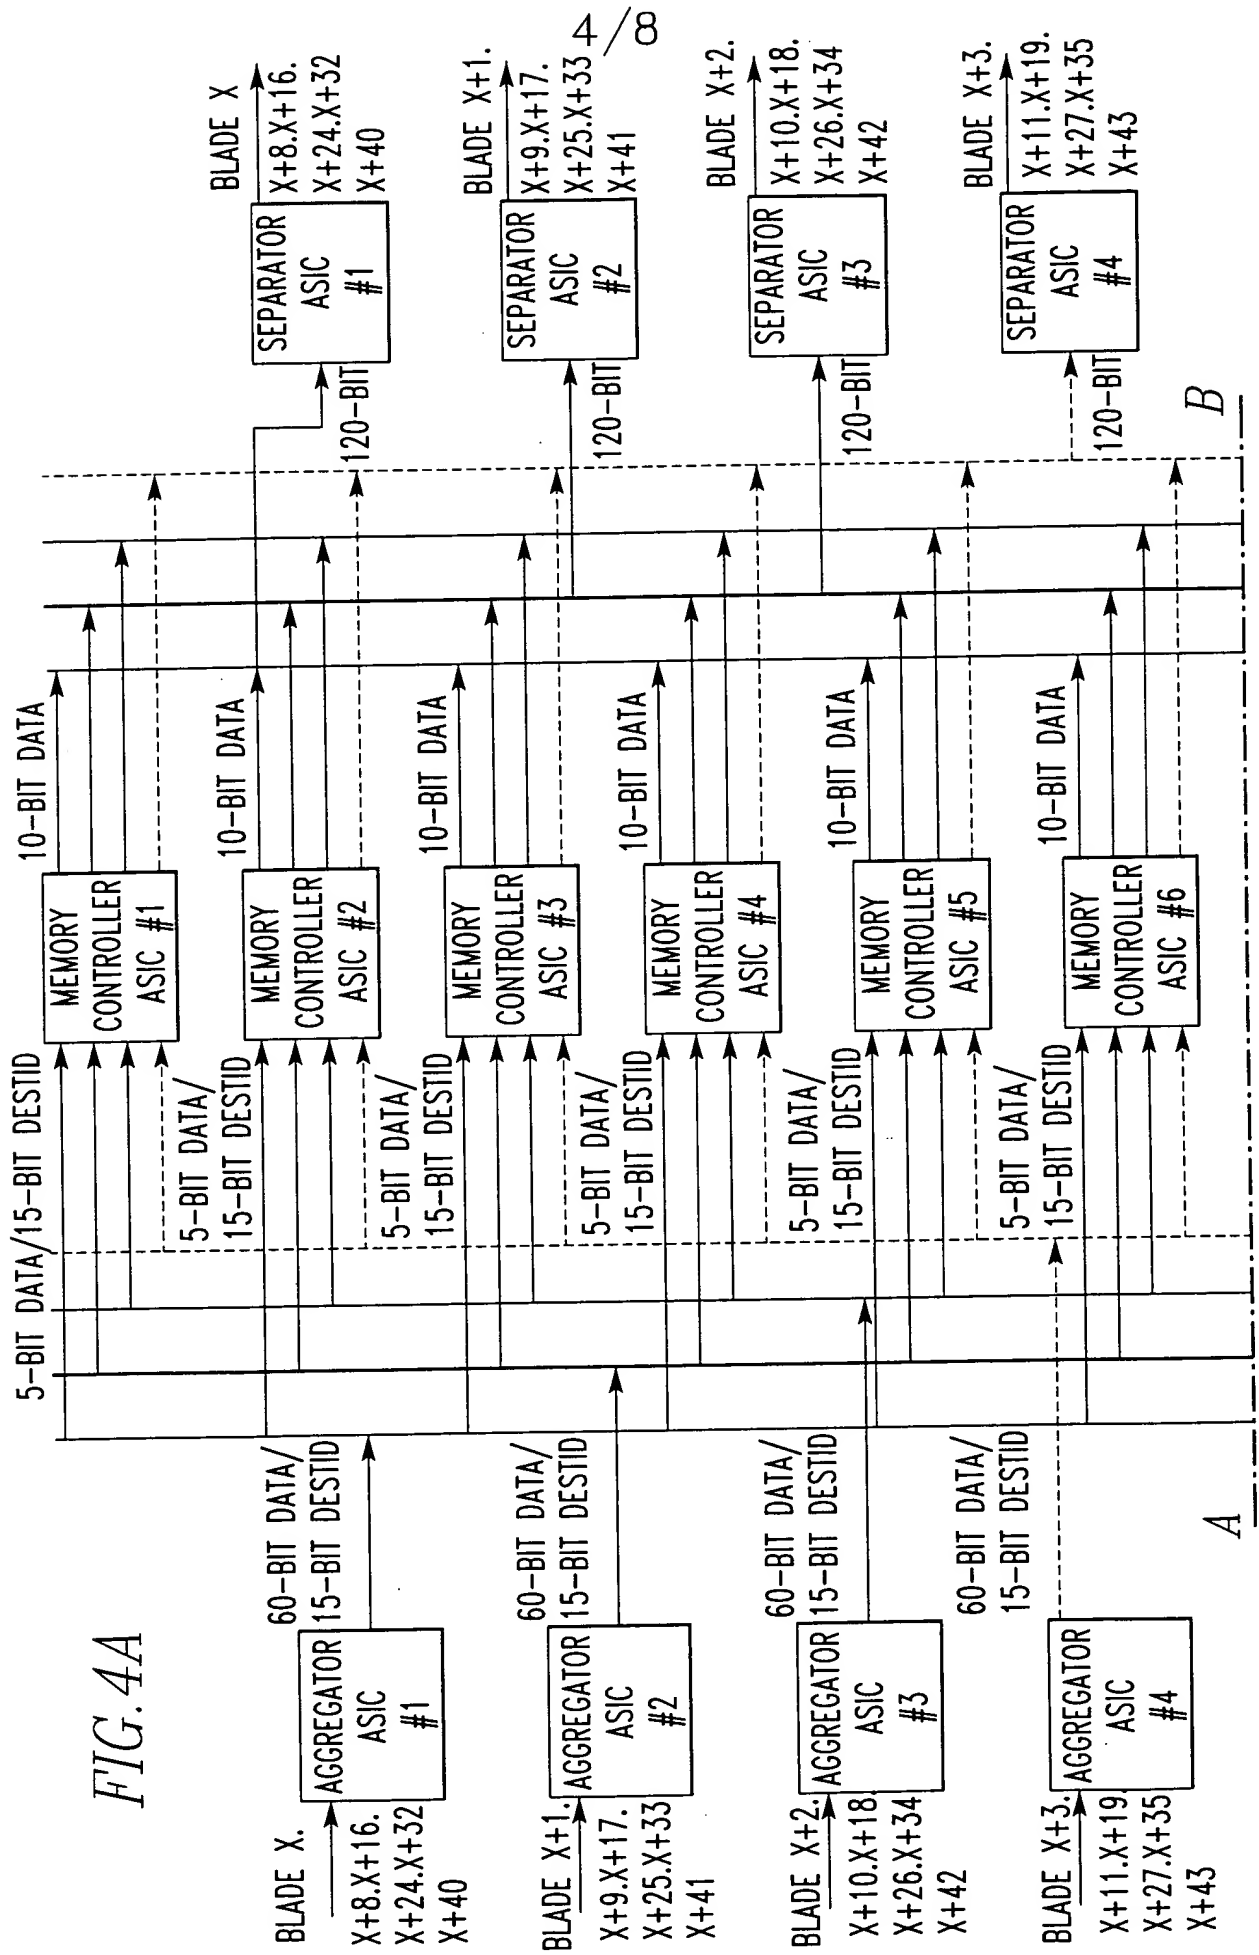 4/8
FIG. 4A
BLADE X.
X+8.X+16.
X+24.X+32
X+40
AGGREGATOR
ASIC
#1
60-BIT DATA/
15-BIT DESTID
BLADE X+1.
X+9.X+17.
X+25.X+33
X+41
AGGREGATOR
ASIC
#2
60-BIT DATA/
15-BIT DESTID
BLADE X+2.
X+10.X+18.
X+26.X+34
X+42
AGGREGATOR
ASIC
#3
60-BIT DATA/
15-BIT DESTID
BLADE X+3.
X+11.X+19.
X+27.X+35
X+43
AGGREGATOR
ASIC
#4
60-BIT DATA/
15-BIT DESTID
A
5-BIT DATA/15-BIT DESTID
MEMORY
CONTROLLER
ASIC #1
10-BIT DATA
5-BIT DATA/
15-BIT DESTID
MEMORY
CONTROLLER
ASIC #2
10-BIT DATA
5-BIT DATA/
15-BIT DESTID
MEMORY
CONTROLLER
ASIC #3
10-BIT DATA
5-BIT DATA/
15-BIT DESTID
MEMORY
CONTROLLER
ASIC #4
10-BIT DATA
5-BIT DATA/
15-BIT DESTID
MEMORY
CONTROLLER
ASIC #5
10-BIT DATA
5-BIT DATA/
15-BIT DESTID
MEMORY
CONTROLLER
ASIC #6
10-BIT DATA
120-BIT
SEPARATOR
ASIC
#1
BLADE X
X+8.X+16.
X+24.X+32
X+40
120-BIT
SEPARATOR
ASIC
#2
BLADE X+1.
X+9.X+17.
X+25.X+33
X+41
120-BIT
SEPARATOR
ASIC
#3
BLADE X+2.
X+10.X+18.
X+26.X+34
X+42
120-BIT
SEPARATOR
ASIC
#4
BLADE X+3.
X+11.X+19.
X+27.X+35
X+43
B